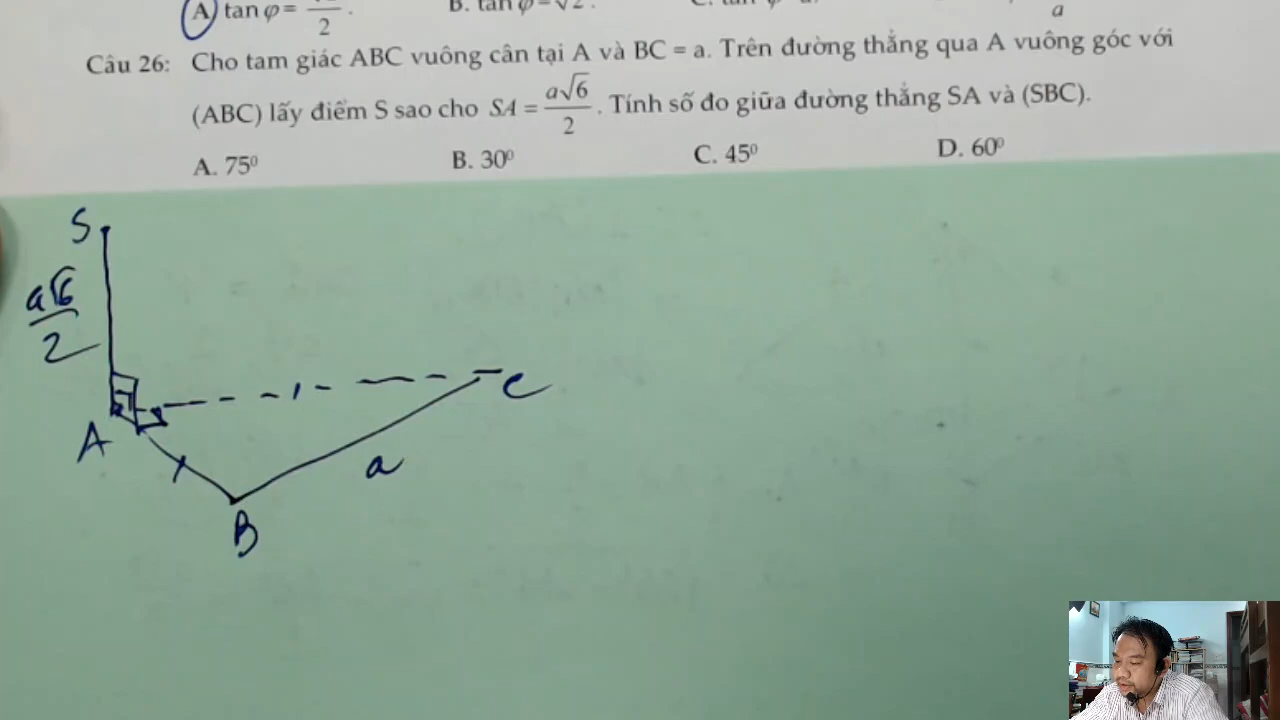 A tan φ = 2 .
B. tan φ = √2 .
a
Câu 26: Cho tam giác ABC vuông cân tại A và BC = a. Trên đường thẳng qua A vuông góc với
(ABC) lấy điểm S sao cho SA = a√6/2 . Tính số đo giữa đường thẳng SA và (SBC).
A. 75⁰ B. 30⁰ C. 45⁰ D. 60⁰
S
a√6
2
A
C
a
B